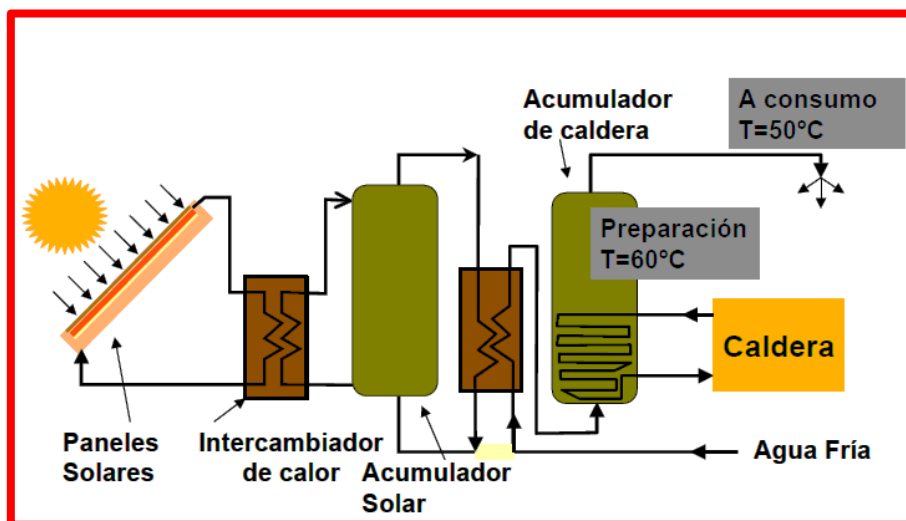 Acumulador
de caldera
A consumo
T=50°C
Preparación
T=60°C
Caldera
Paneles
Solares
Intercambiador
de calor
Acumulador
Solar
Agua Fría